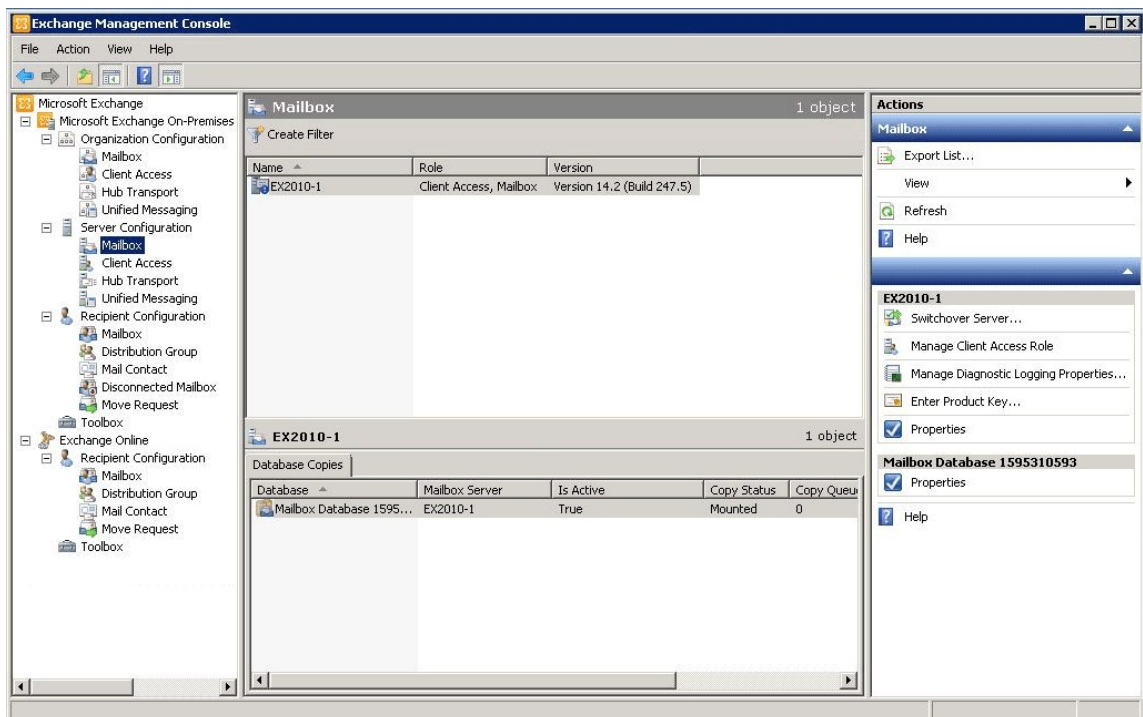 Exchange Management Console
File Action View Help
Microsoft Exchange
Microsoft Exchange On-Premises
Organization Configuration
Mailbox
Client Access
Hub Transport
Unified Messaging
Server Configuration
Mailbox
Client Access
Hub Transport
Unified Messaging
Recipient Configuration
Mailbox
Distribution Group
Mail Contact
Disconnected Mailbox
Move Request
Toolbox
Exchange Online
Recipient Configuration
Mailbox
Distribution Group
Mail Contact
Move Request
Toolbox
Mailbox 1 object
Create Filter
Name Role Version
EX2010-1 Client Access, Mailbox Version 14.2 (Build 247.5)
EX2010-1 1 object
Database Copies
Database Mailbox Server Is Active Copy Status Copy Queu
Mailbox Database 1595... EX2010-1 True Mounted 0
Actions
Mailbox
Export List...
View
Refresh
Help
EX2010-1
Switchover Server...
Manage Client Access Role
Manage Diagnostic Logging Properties...
Enter Product Key...
Properties
Mailbox Database 1595310593
Properties
Help